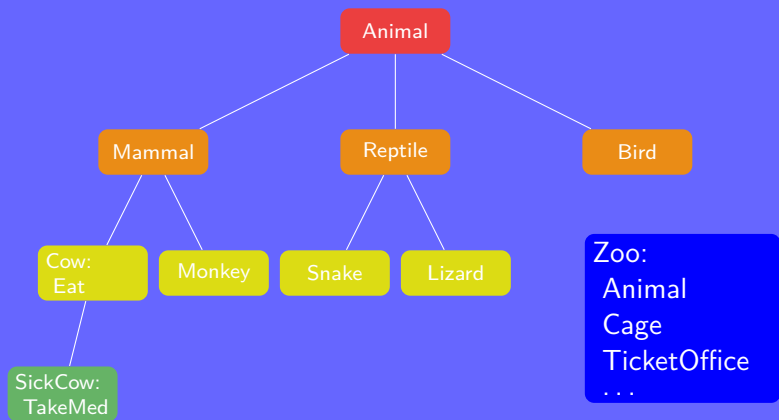 Animal
Mammal
Reptile
Bird
Cow:
Eat
Monkey
Snake
Lizard
Zoo:
Animal
Cage
TicketOffice
...
SickCow:
TakeMed